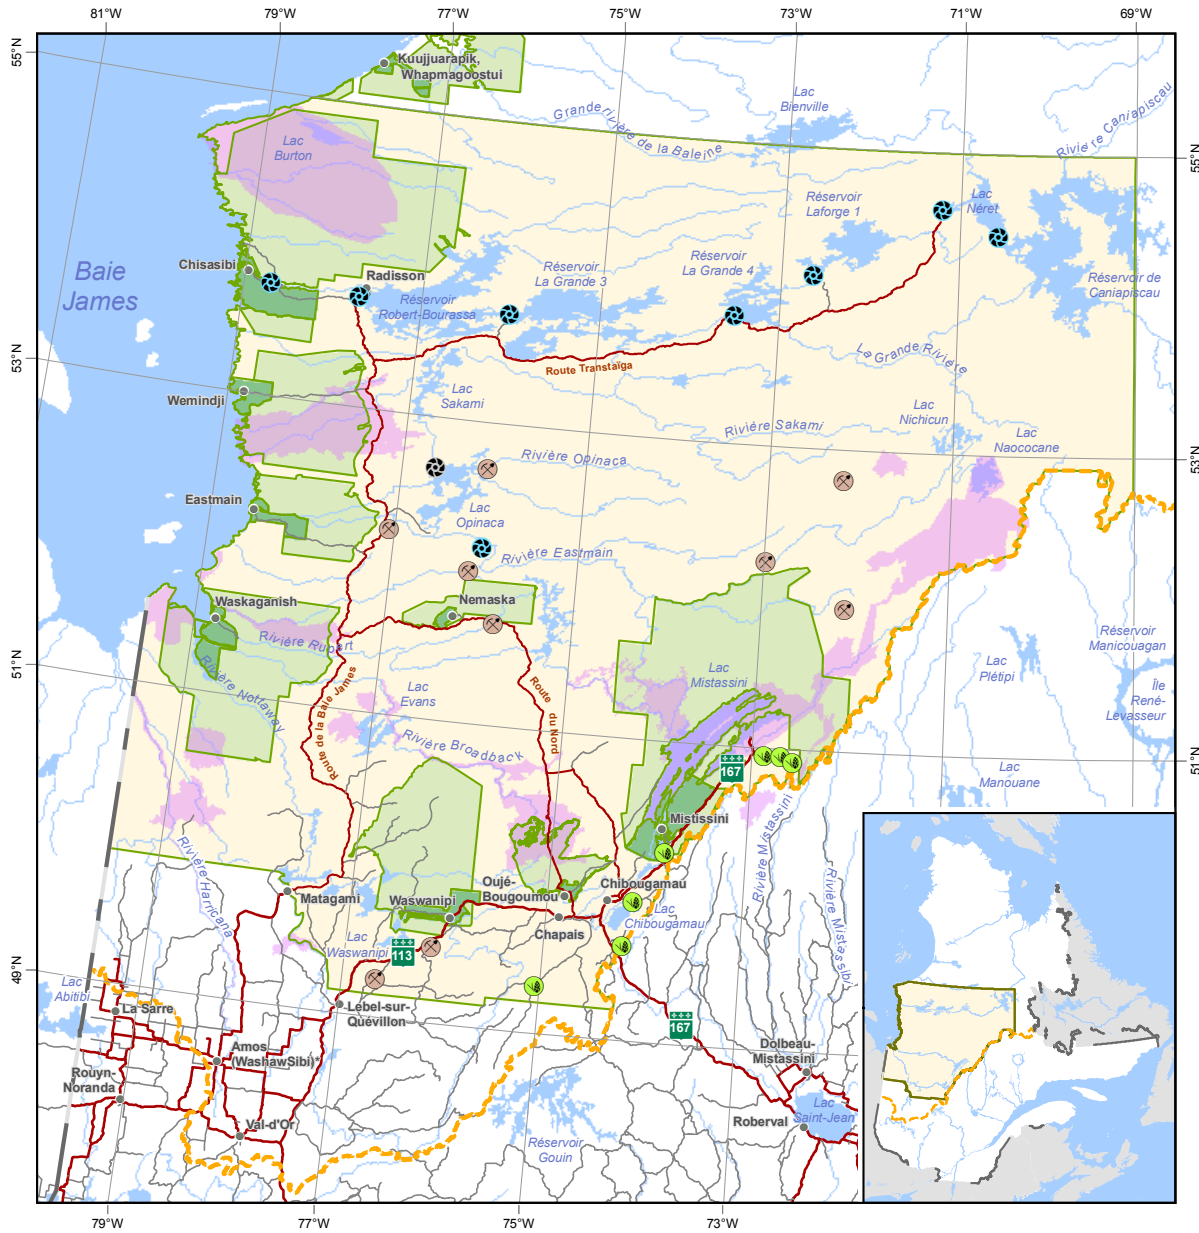 81°W
79°W
77°W
75°W
73°W
71°W
69°W
55°N
55°N
53°N
53°N
51°N
51°N
49°N
79°W
77°W
75°W
73°W
Kuujjuarapik,
Whapmagoostui
Lac
Bienville
Grande rivière de la Baleine
Rivière Caniapiscau
Lac
Burton
Réservoir
Laforge 1
Lac
Néret
Chisasibi
Radisson
Baie
James
Réservoir
La Grande 3
Réservoir
La Grande 4
Réservoir de
Caniapiscau
Réservoir
Robert-Bourassa
Route Transtaïga
La Grande Rivière
Wemindji
Lac
Sakami
Lac
Nichicun
Rivière Sakami
Lac
Naococane
Rivière Opinaca
Eastmain
Lac
Opinaca
Rivière Eastmain
Waskaganish
Nemaska
Rivière Rupert
Rivière Nottaway
Réservoir
Manicouagan
Lac
Plétipi
Île
René-
Levasseur
Lac
Mistassini
Lac
Evans
Route de la Baie James
Route du Nord
Rivière Broadback
167
Lac
Manouane
Mistissini
Rivière Mistassini
Rivière Mistassibi
Rivière Harricana
Matagami
Waswanipi
Oujé-
Bougoumou
Chibougamau
Lac
Chibougamau
Chapais
Lac
Waswanipi
113
Lac
Abitibi
La Sarre
Lebel-sur-
Quévillon
167
Amos
(WashawSibi)*
Dolbeau-
Mistassini
Rouyn-
Noranda
Val-d'Or
Roberval
Lac
Saint-Jean
Réservoir
Gouin